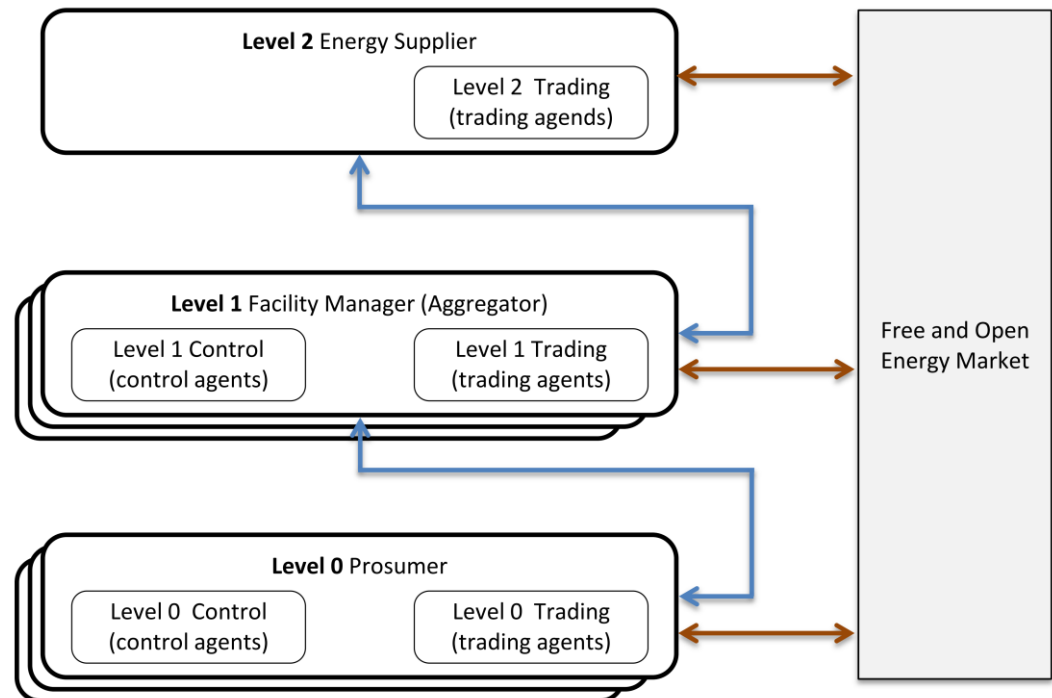 Level 2 Energy Supplier
Level 2 Trading
(trading agends)
Level 1 Facility Manager (Aggregator)
Level 1 Control
(control agents)
Level 1 Trading
(trading agents)
Free and Open
Energy Market
Level 0 Prosumer
Level 0 Control
(control agents)
Level 0 Trading
(trading agents)